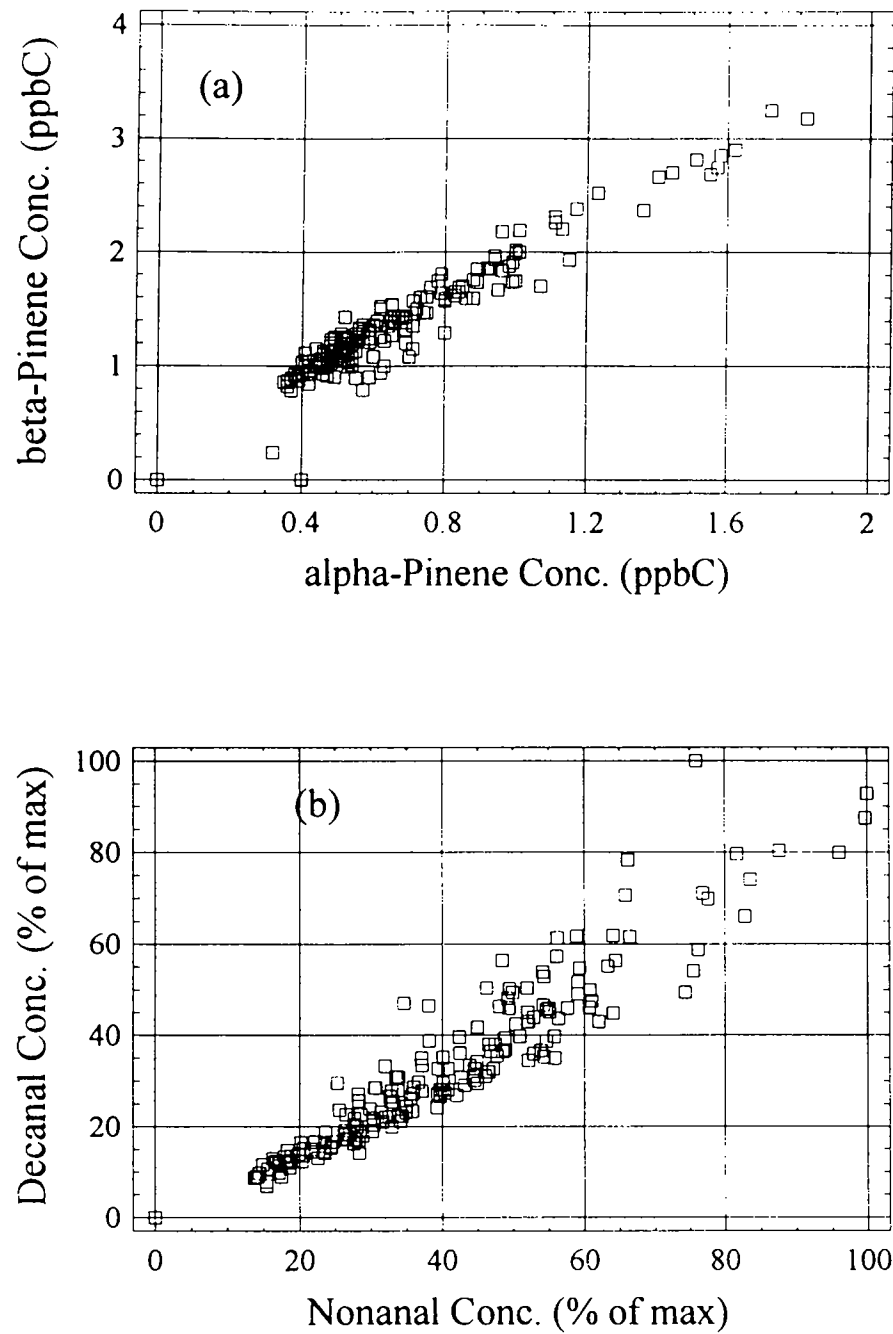 4
(a)
3
2
1
0
0 0.4 0.8 1.2 1.6 2
beta-Pinene Conc. (ppbC)
alpha-Pinene Conc. (ppbC)
100
(b)
80
60
40
20
0
0 20 40 60 80 100
Decanal Conc. (% of max)
Nonanal Conc. (% of max)